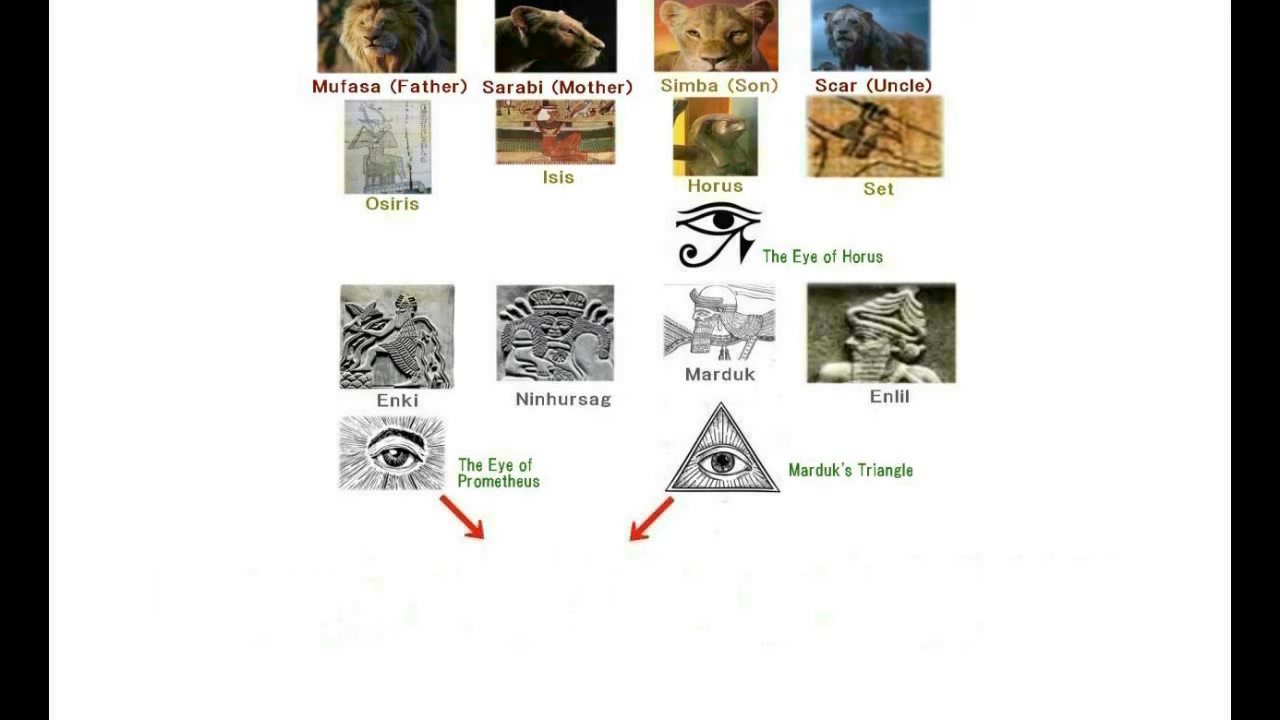 Mufasa (Father)
Sarabi (Mother)
Simba (Son)
Scar (Uncle)
Osiris
Isis
Horus
Set
The Eye of Horus
Enki
Ninhursag
Marduk
Enlil
The Eye of
Prometheus
Marduk's Triangle